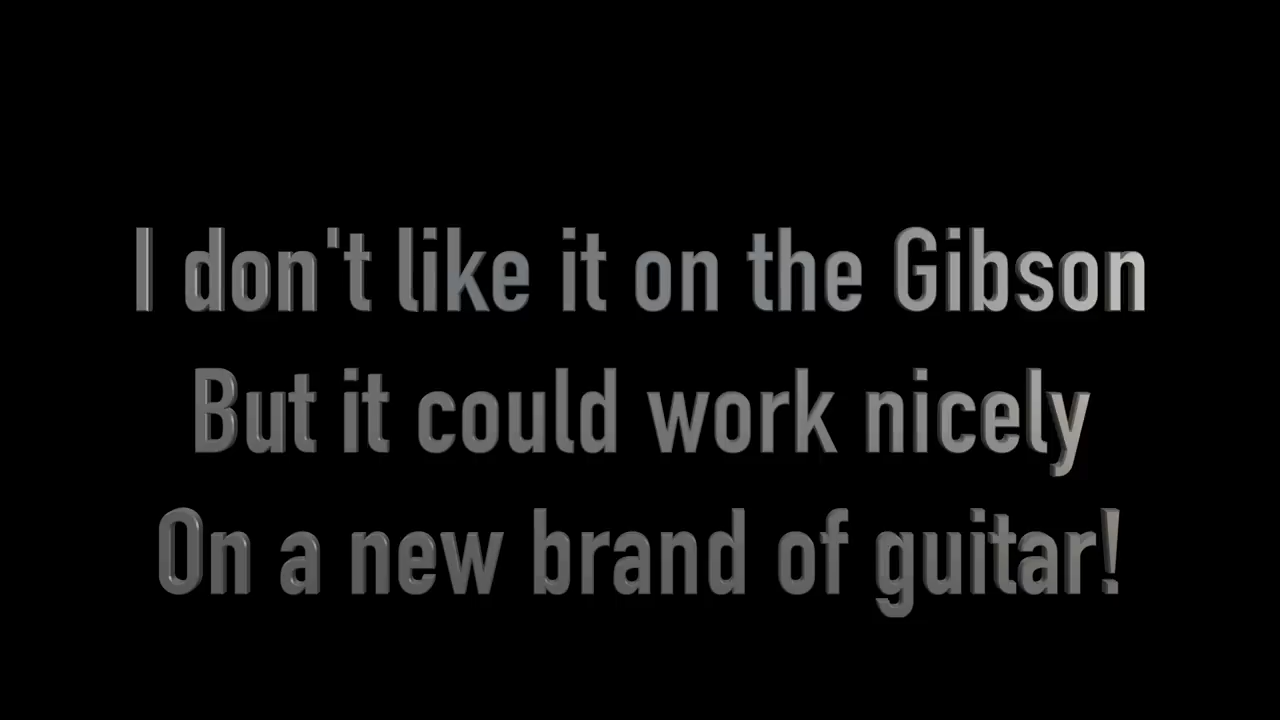 I don't like it on the Gibson
But it could work nicely
On a new brand of guitar!